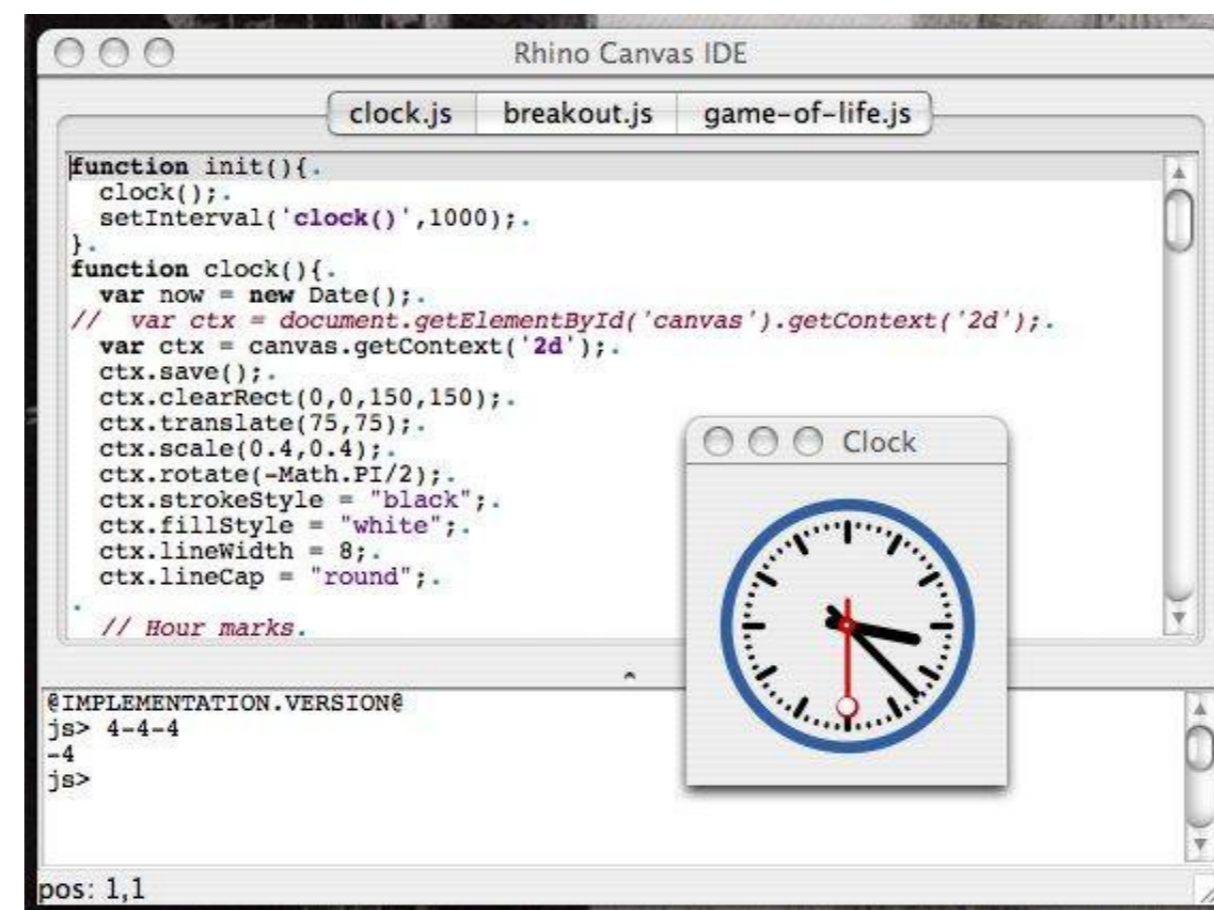 Rhino Canvas IDE
clock.js breakout.js game-of-life.js
function init(){.
  clock();.
  setInterval('clock()',1000);.
}.
function clock(){.
  var now = new Date();.
//  var ctx = document.getElementById('canvas').getContext('2d');.
  var ctx = canvas.getContext('2d');.
  ctx.save();.
  ctx.clearRect(0,0,150,150);.
  ctx.translate(75,75);.
  ctx.scale(0.4,0.4);.
  ctx.rotate(-Math.PI/2);.
  ctx.strokeStyle = "black";.
  ctx.fillStyle = "white";.
  ctx.lineWidth = 8;.
  ctx.lineCap = "round";.
.
  // Hour marks.
Clock
@IMPLEMENTATION.VERSION@
js> 4-4-4
-4
js>
pos: 1,1